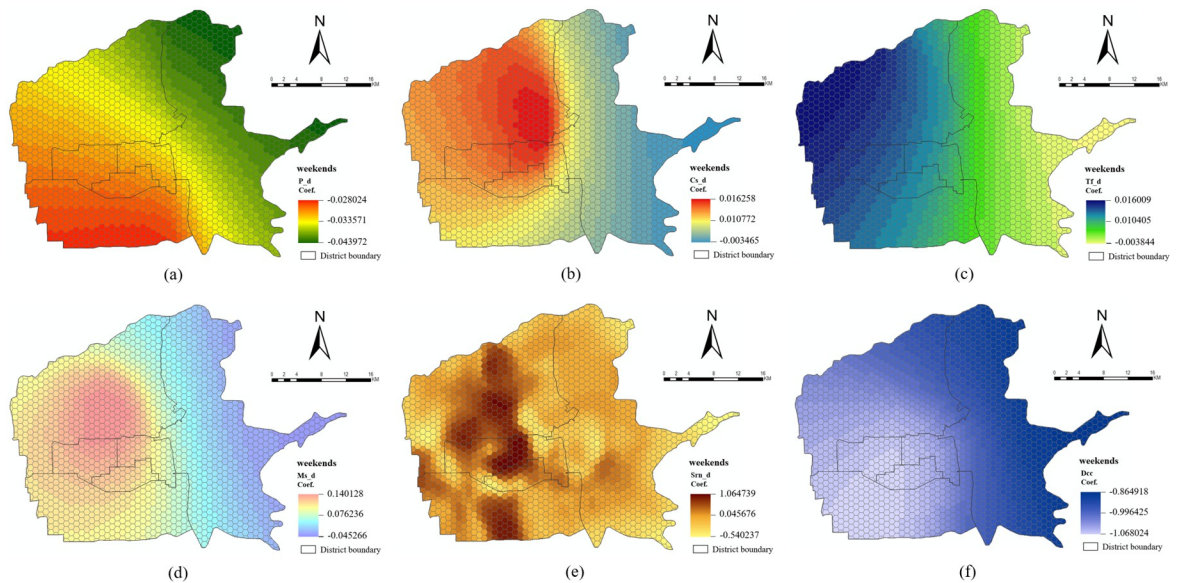 N
0 2 4 8 12 16
KM
weekends
P_d
Coef.
-0.028024
-0.033571
-0.043972
District boundary
(a)
N
0 2 4 8 12 16
KM
weekends
Cs_d
Coef.
0.016258
0.010772
-0.003465
District boundary
(b)
N
0 2 4 8 12 16
KM
weekends
Tf_d
Coef.
0.016009
0.010405
-0.003844
District boundary
(c)
N
0 2 4 8 12 16
KM
weekends
Ms_d
Coef.
0.140128
0.076236
-0.045266
District boundary
(d)
N
0 2 4 8 12 16
KM
weekends
Srn_d
Coef.
1.064739
0.045676
-0.540237
District boundary
(e)
N
0 2 4 8 12 16
KM
weekends
Dcc
Coef.
-0.864918
-0.996425
-1.068024
District boundary
(f)